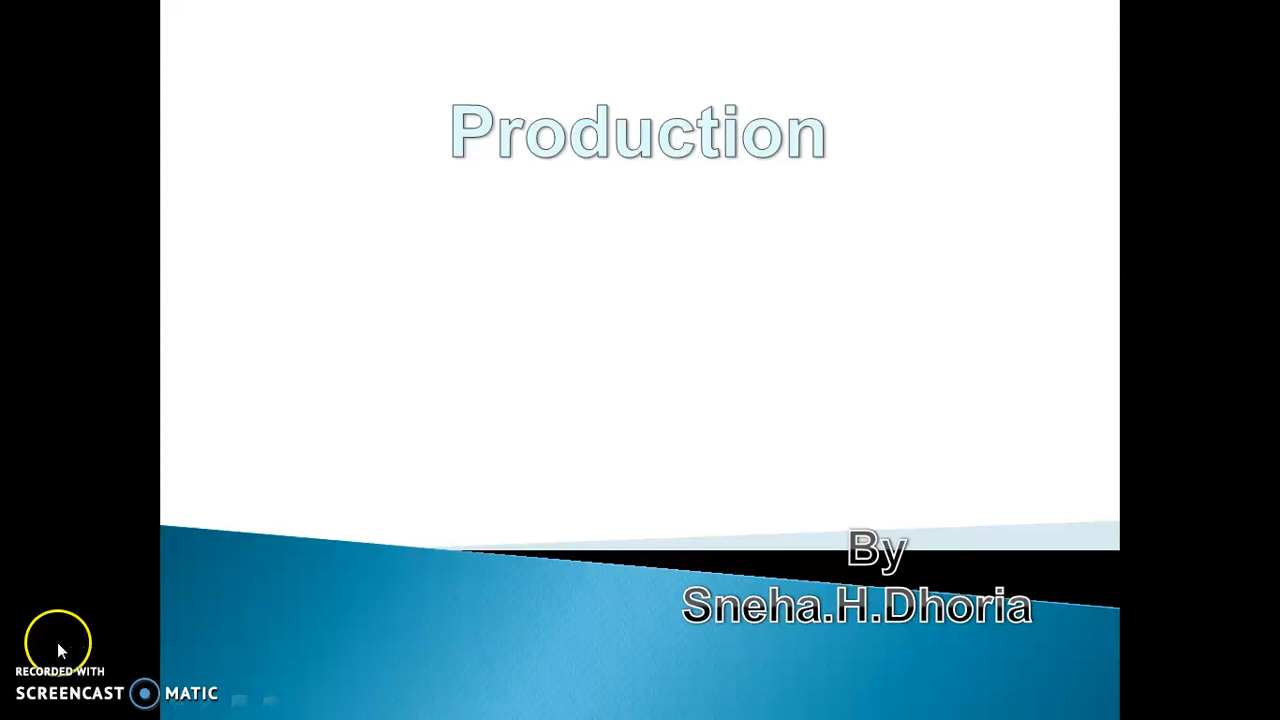 Production
By
Sneha.H.Dhoria
RECORDED WITH
SCREENCAST MATIC